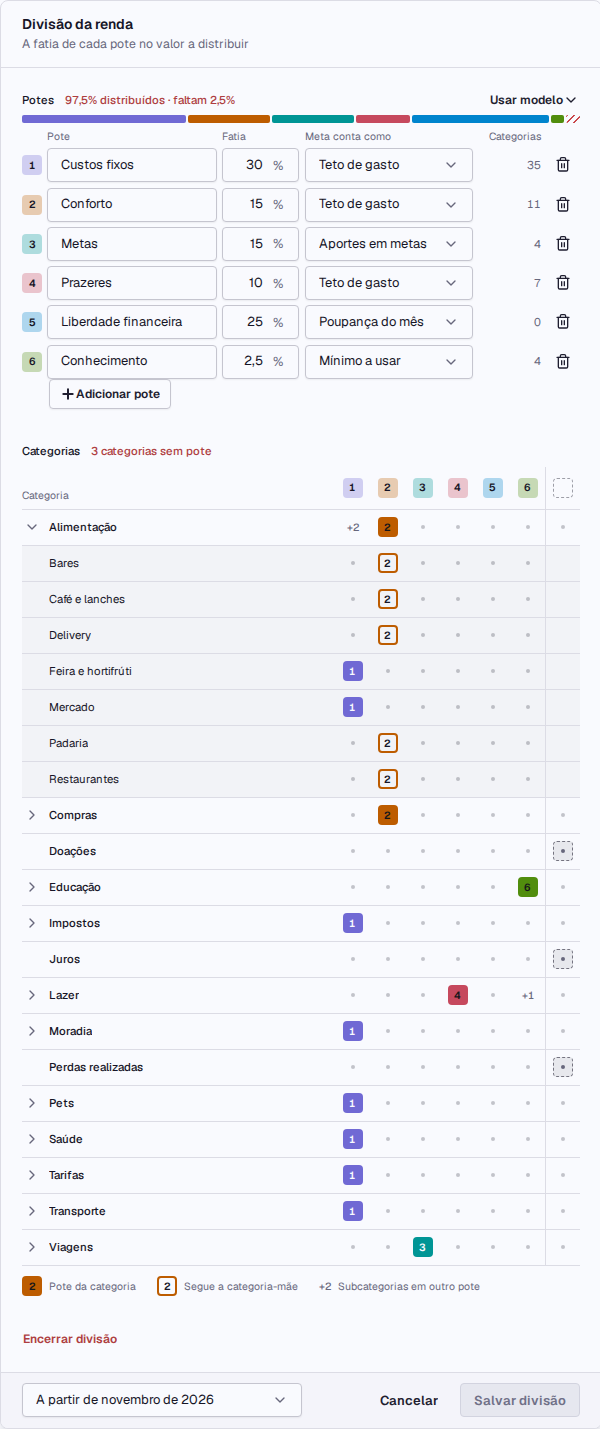 Divisão da renda
A fatia de cada pote no valor a distribuir
Potes 97,5% distribuídos · faltam 2,5% Usar modelo
Pote Fatia Meta conta como Categorias
1 Custos fixos 30 % Teto de gasto 35
2 Conforto 15 % Teto de gasto 11
3 Metas 15 % Aportes em metas 4
4 Prazeres 10 % Teto de gasto 7
5 Liberdade financeira 25 % Poupança do mês 0
6 Conhecimento 2,5 % Mínimo a usar 4
+ Adicionar pote
Categorias 3 categorias sem pote
Categoria 1 2 3 4 5 6
Alimentação +2 2
Bares 2
Café e lanches 2
Delivery 2
Feira e hortifrúti 1
Mercado 1
Padaria 2
Restaurantes 2
Compras 2
Doações
Educação 6
Impostos 1
Juros
Lazer 4 +1
Moradia 1
Perdas realizadas
Pets 1
Saúde 1
Tarifas 1
Transporte 1
Viagens 3
2 Pote da categoria 2 Segue a categoria-mãe +2 Subcategorias em outro pote
Encerrar divisão
A partir de novembro de 2026 Cancelar Salvar divisão